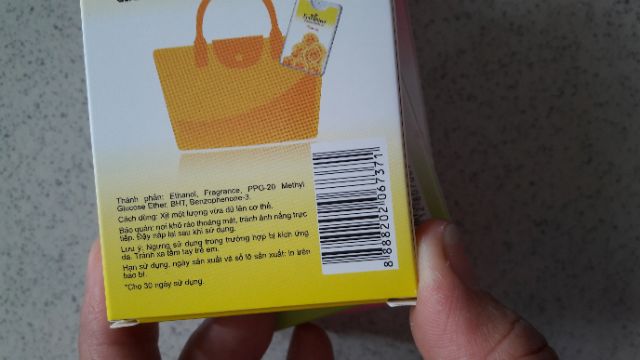 Thành phần: Ethanol, Fragrance, PPG-20 Methyl
Glucose Ether. BHT, Benzophenone-3.
Cách dùng: Xịt một lượng vừa đủ lên cơ thể.
Bảo quản: nơi khô ráo thoáng mát, tránh ánh nắng trực
tiếp. Đậy nắp lại sau khi sử dụng.
Lưu ý: Ngưng sử dụng trong trường hợp bị kích ứng
da. Tránh xa tầm tay trẻ em.
Hạn sử dụng, ngày sản xuất và số lô sản xuất: in trên
bao bì.
*Cho 30 ngày sử dụng.
8 888202 067371